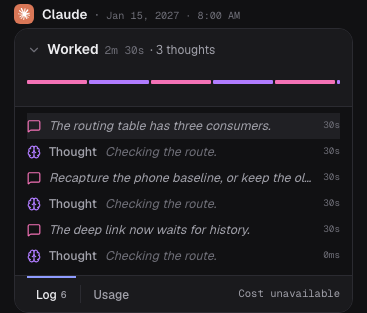 Claude · Jan 15, 2027 · 8:00 AM
Worked 2m 30s · 3 thoughts
The routing table has three consumers. 30s
Thought Checking the route. 30s
Recapture the phone baseline, or keep the ol... 30s
Thought Checking the route. 30s
The deep link now waits for history. 30s
Thought Checking the route. 0ms
Log 6 Usage Cost unavailable